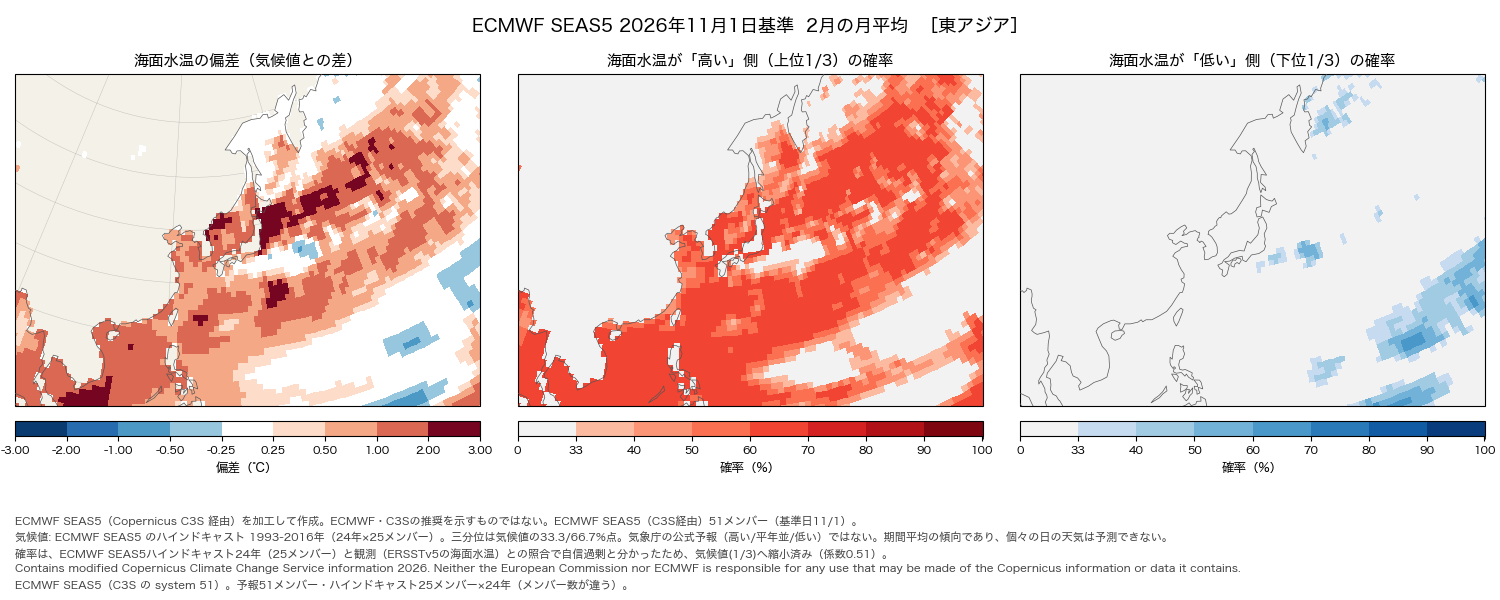 ECMWF SEAS5 2026年11月1日基準 2月の月平均 ［東アジア］
海面水温の偏差（気候値との差）
海面水温が「高い」側（上位1/3）の確率
海面水温が「低い」側（下位1/3）の確率
-3.00 -2.00 -1.00 -0.50 -0.25 0.25 0.50 1.00 2.00 3.00
偏差（℃）
0 33 40 50 60 70 80 90 100
確率（%）
0 33 40 50 60 70 80 90 100
確率（%）
ECMWF SEAS5（Copernicus C3S 経由）を加工して作成。ECMWF・C3Sの推奨を示すものではない。ECMWF SEAS5（C3S経由）51メンバー（基準日11/1）。
気候値: ECMWF SEAS5 のハインドキャスト 1993-2016年（24年×25メンバー）。三分位は気候値の33.3/66.7%点。気象庁の公式予報（高い/平年並/低い）ではない。期間平均の傾向であり、個々の日の天気は予測できない。
確率は、ECMWF SEAS5ハインドキャスト24年（25メンバー）と観測（ERSSTv5の海面水温）との照合で自信過剰と分かったため、気候値(1/3)へ縮小済み（係数0.51）。
Contains modified Copernicus Climate Change Service information 2026. Neither the European Commission nor ECMWF is responsible for any use that may be made of the Copernicus information or data it contains.
ECMWF SEAS5（C3S の system 51）。予報51メンバー・ハインドキャスト25メンバー×24年（メンバー数が違う）。